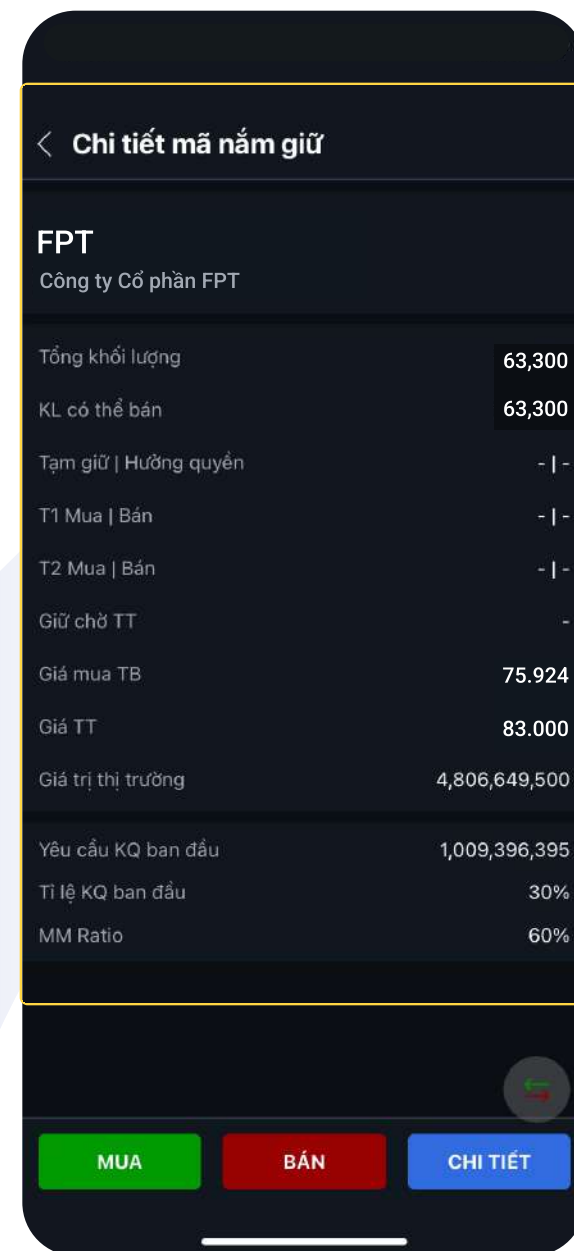 Chi tiết mã nắm giữ
FPT
Công ty Cổ phần FPT
Tổng khối lượng 63,300
KL có thể bán 63,300
Tạm giữ | Hưởng quyền - | -
T1 Mua | Bán - | -
T2 Mua | Bán - | -
Giữ chờ TT -
Giá mua TB 75.924
Giá TT 83.000
Giá trị thị trường 4,806,649,500
Yêu cầu KQ ban đầu 1,009,396,395
Tỉ lệ KQ ban đầu 30%
MM Ratio 60%
MUA BÁN CHI TIẾT